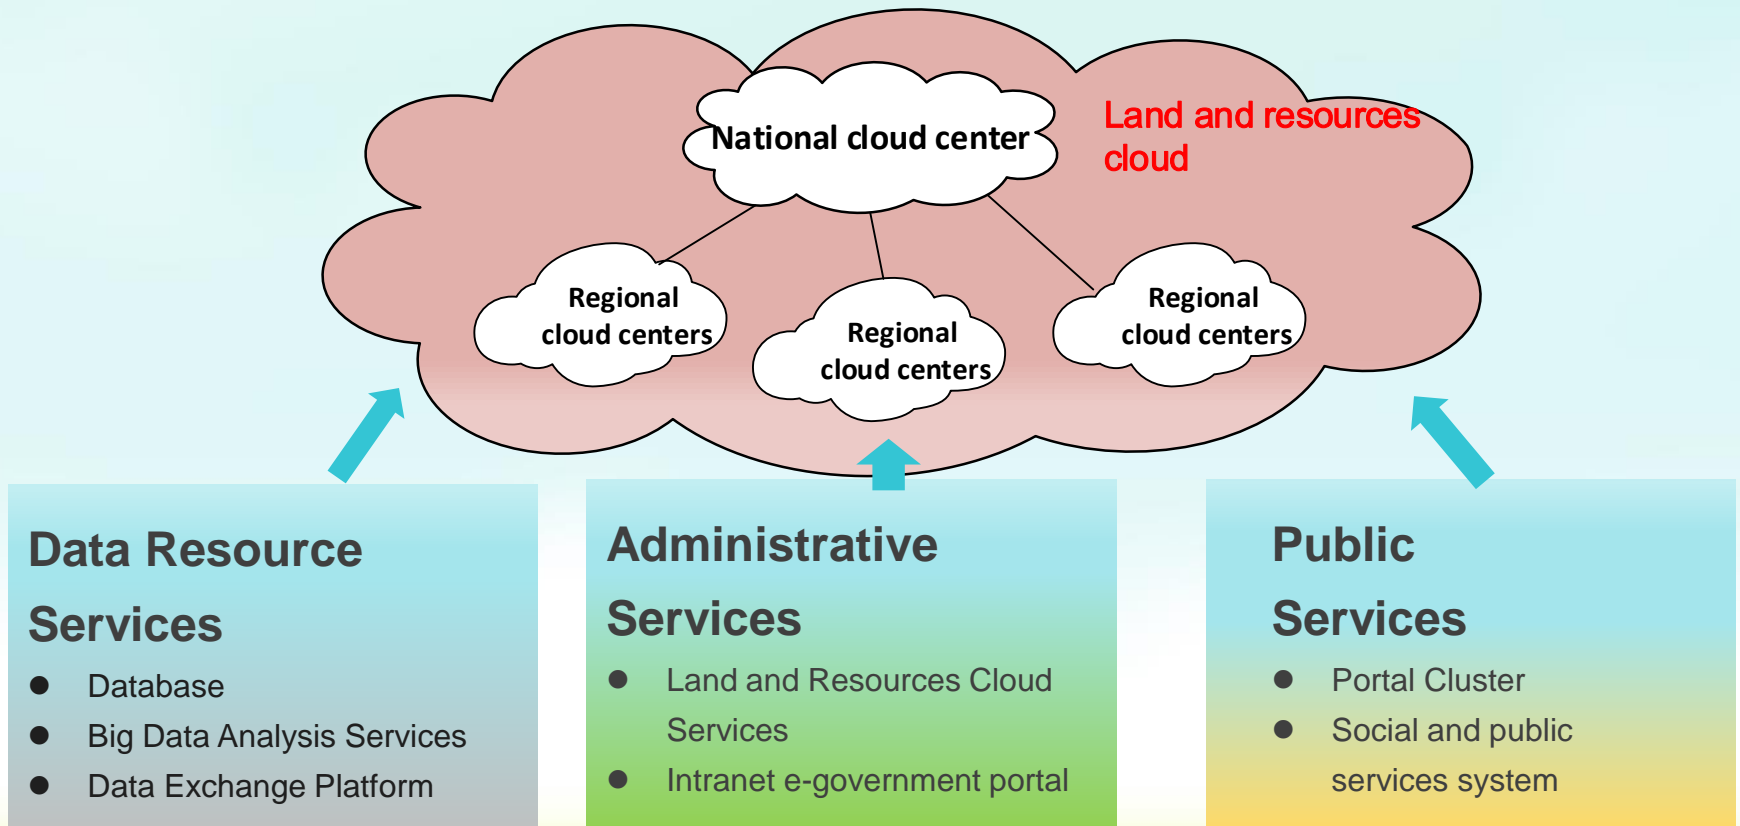 National cloud center
Land and resources
cloud
Regional
cloud centers
Regional
cloud centers
Regional
cloud centers
Data Resource
Services
● Database
● Big Data Analysis Services
● Data Exchange Platform
Administrative
Services
● Land and Resources Cloud
Services
● Intranet e-government portal
Public
Services
● Portal Cluster
● Social and public
services system